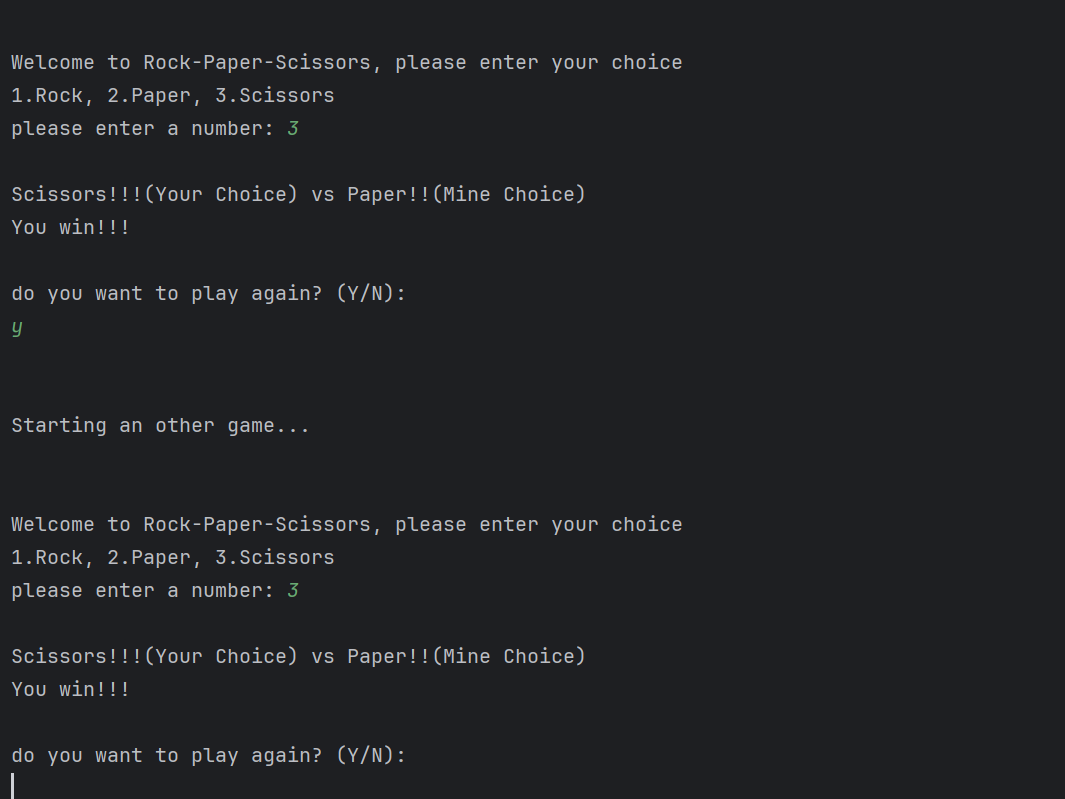 Welcome to Rock-Paper-Scissors, please enter your choice
1.Rock, 2.Paper, 3.Scissors
please enter a number: 3
Scissors!!!(Your Choice) vs Paper!!(Mine Choice)
You win!!!
do you want to play again? (Y/N):
y
Starting an other game...
Welcome to Rock-Paper-Scissors, please enter your choice
1.Rock, 2.Paper, 3.Scissors
please enter a number: 3
Scissors!!!(Your Choice) vs Paper!!(Mine Choice)
You win!!!
do you want to play again? (Y/N):